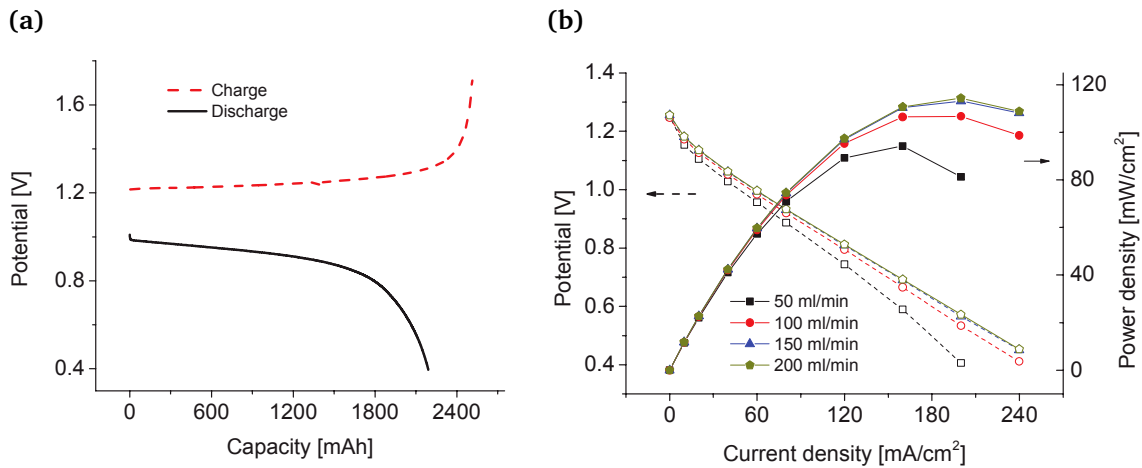 (a)
Charge
Discharge
Potential [V]
1.6
1.2
0.8
0.4
0 600 1200 1800 2400
Capacity [mAh]
(b)
Potential [V]
1.4
1.2
1.0
0.8
0.6
0.4
50 ml/min
100 ml/min
150 ml/min
200 ml/min
0 60 120 180 240
Current density [mA/cm²]
120
80
40
0
Power density [mW/cm²]